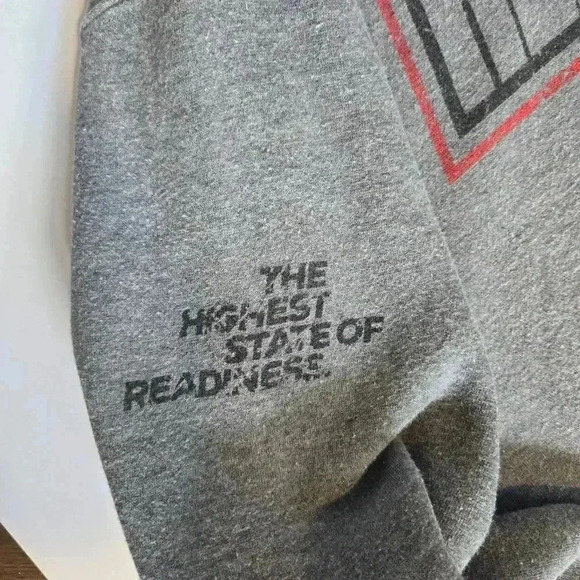 THE
HIGHEST
STATE OF
READINESS.